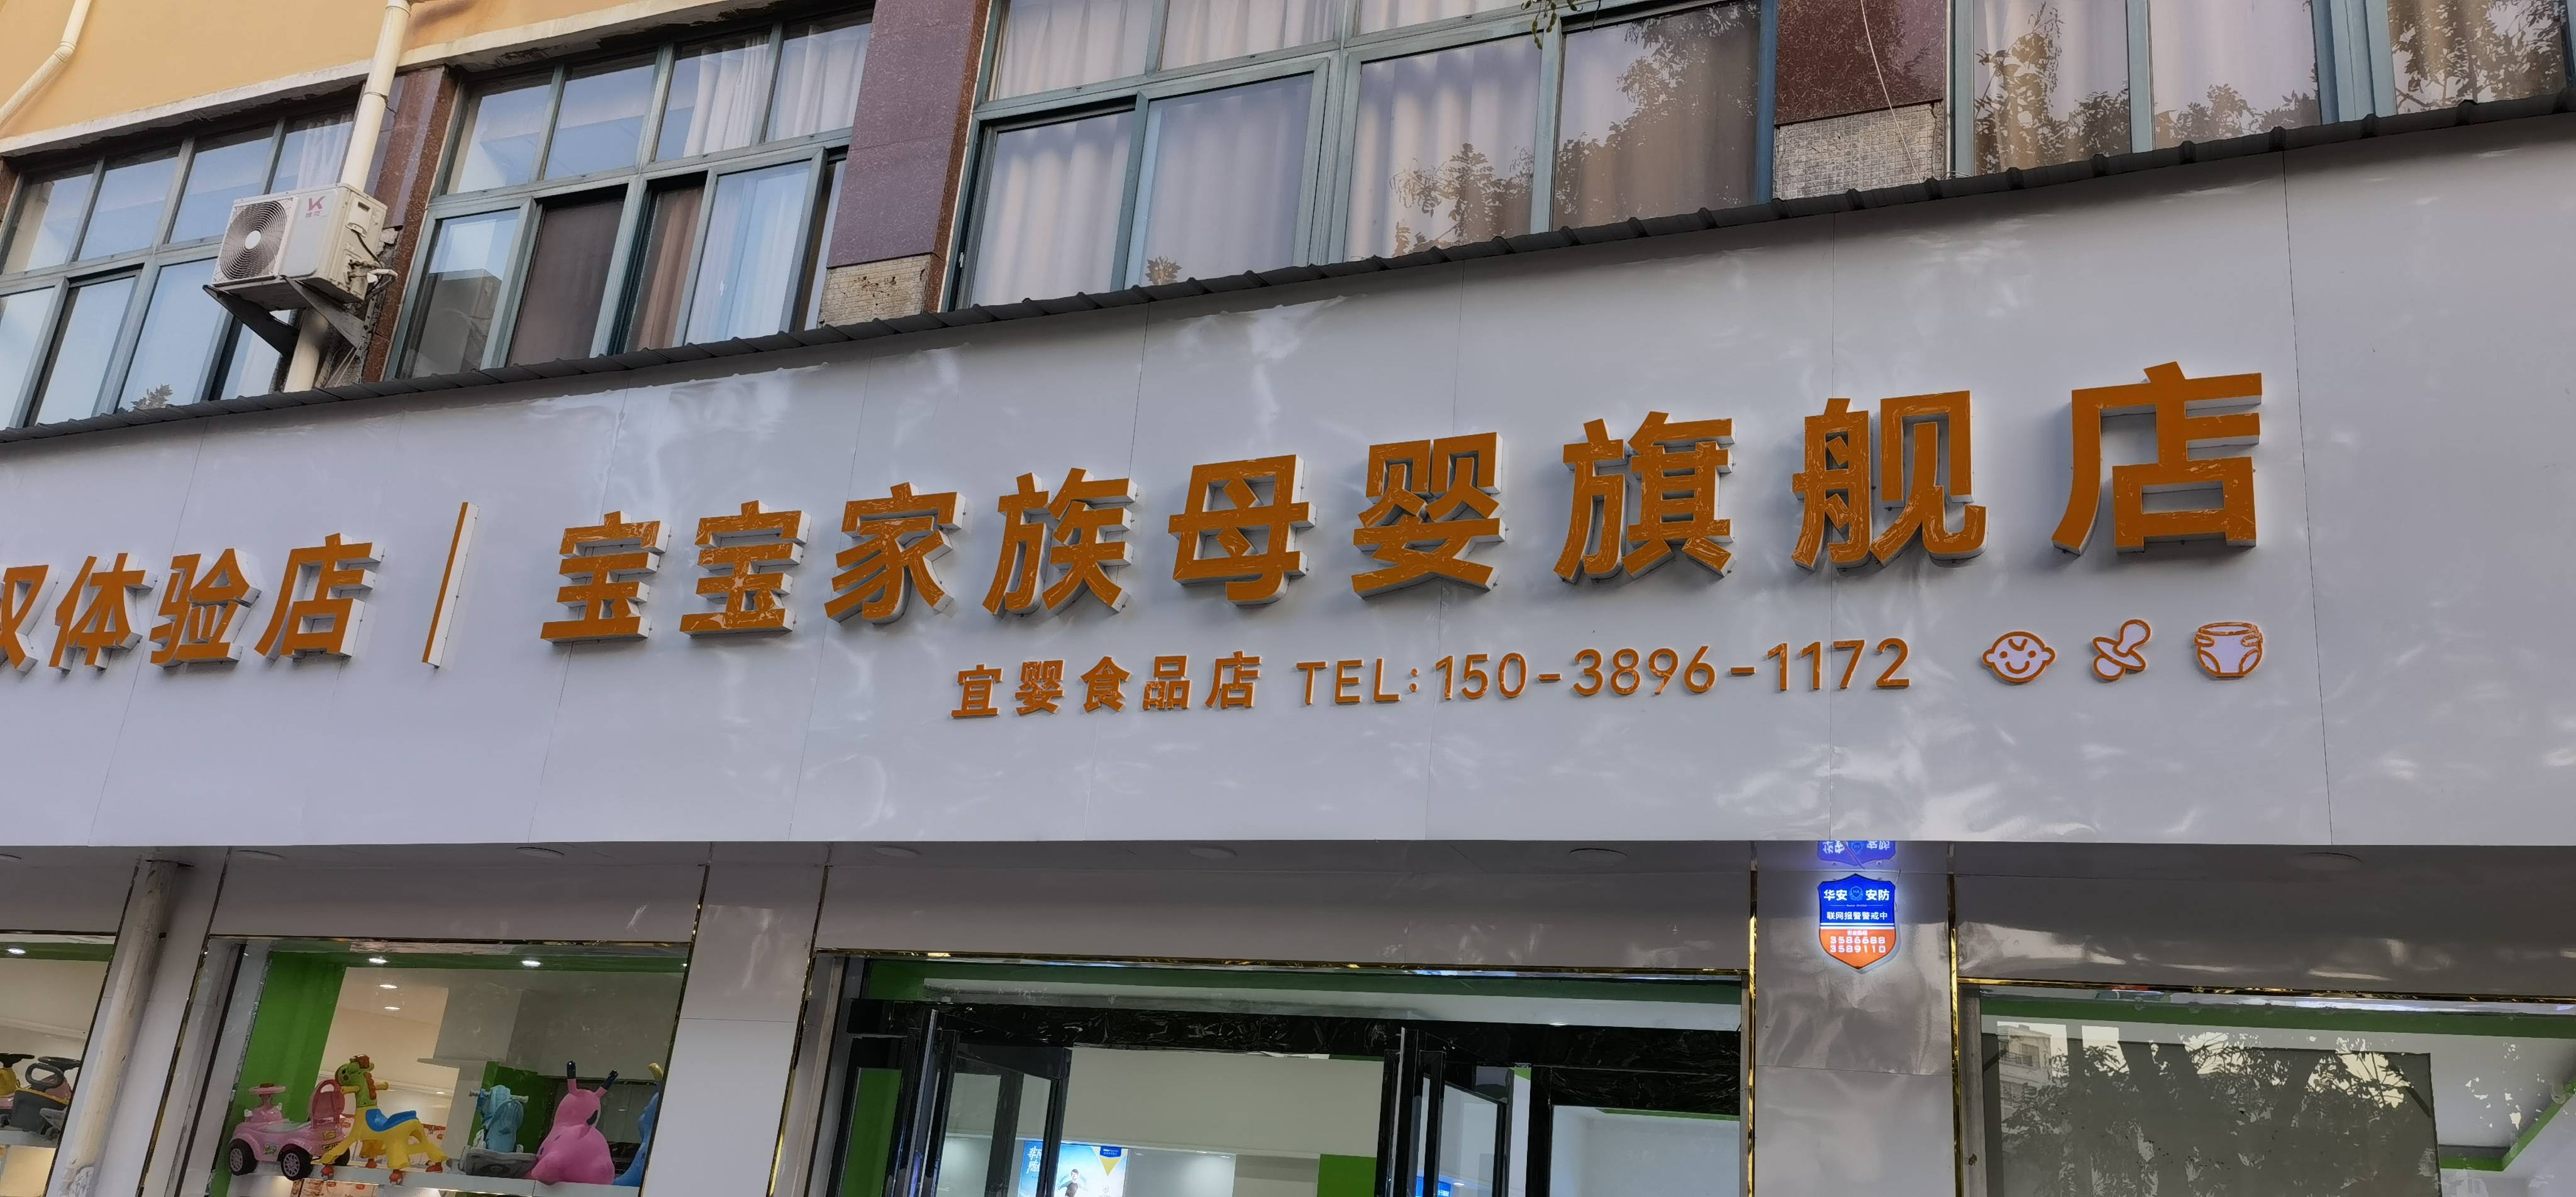 体验店 | 宝宝家族母婴旗舰店
宜婴食品店 TEL:150-3896-1172
华安 安防
联网报警警戒中
3586688
3589110